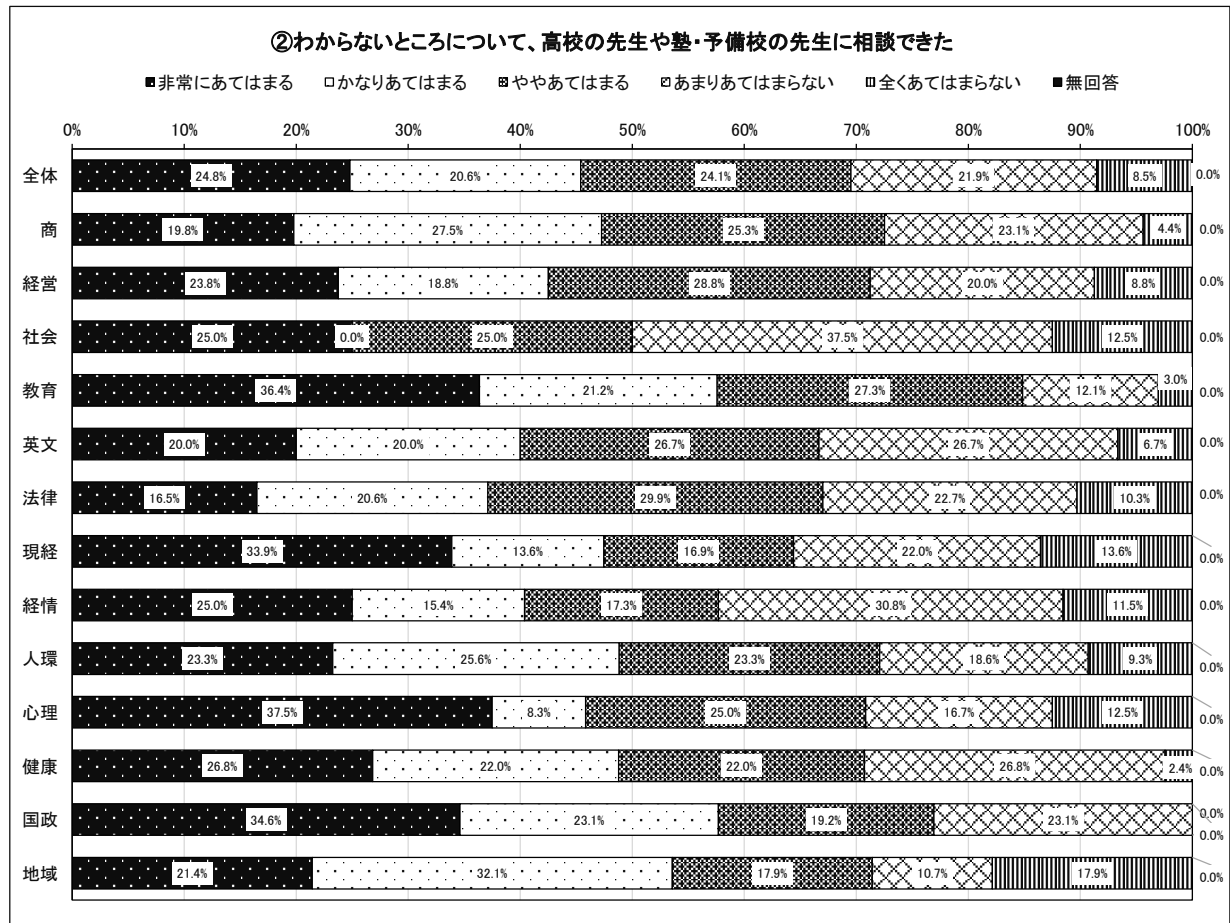 ②わからないところについて、高校の先生や塾・予備校の先生に相談できた
■非常にあてはまる □かなりあてはまる ややあてはまる あまりあてはまらない 全くあてはまらない ■無回答
0% 10% 20% 30% 40% 50% 60% 70% 80% 90% 100%
全体 24.8% 20.6% 24.1% 21.9% 8.5% 0.0%
商 19.8% 27.5% 25.3% 23.1% 4.4% 0.0%
経営 23.8% 18.8% 28.8% 20.0% 8.8% 0.0%
社会 25.0% 0.0% 25.0% 37.5% 12.5% 0.0%
教育 36.4% 21.2% 27.3% 12.1% 3.0% 0.0%
英文 20.0% 20.0% 26.7% 26.7% 6.7% 0.0%
法律 16.5% 20.6% 29.9% 22.7% 10.3% 0.0%
現経 33.9% 13.6% 16.9% 22.0% 13.6% 0.0%
経情 25.0% 15.4% 17.3% 30.8% 11.5% 0.0%
人環 23.3% 25.6% 23.3% 18.6% 9.3% 0.0%
心理 37.5% 8.3% 25.0% 16.7% 12.5% 0.0%
健康 26.8% 22.0% 22.0% 26.8% 2.4% 0.0%
国政 34.6% 23.1% 19.2% 23.1% 0.0% 0.0%
地域 21.4% 32.1% 17.9% 10.7% 17.9% 0.0%